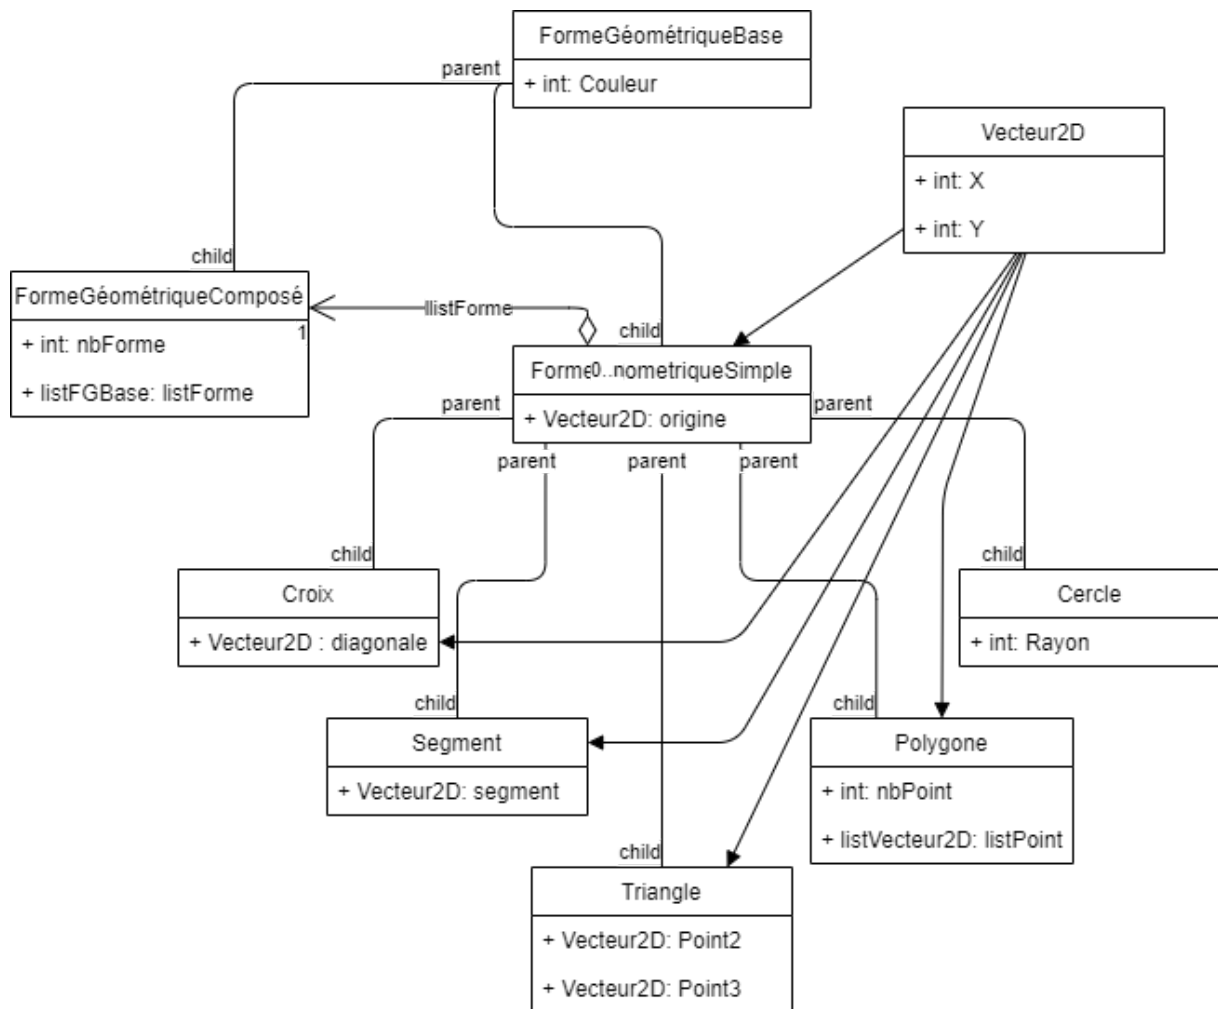 FormeGéométriqueBase
parent
+ int: Couleur
Vecteur2D
+ int: X
+ int: Y
child
FormeGéométriqueComposé
listForme
1
+ int: nbForme
+ listFGBase: listForme
child
Forme0..nometriqueSimple
+ Vecteur2D: origine
parent
parent
parent
parent
parent
child
child
Croix
+ Vecteur2D : diagonale
Cercle
+ int: Rayon
child
child
Segment
+ Vecteur2D: segment
Polygone
+ int: nbPoint
+ listVecteur2D: listPoint
child
Triangle
+ Vecteur2D: Point2
+ Vecteur2D: Point3